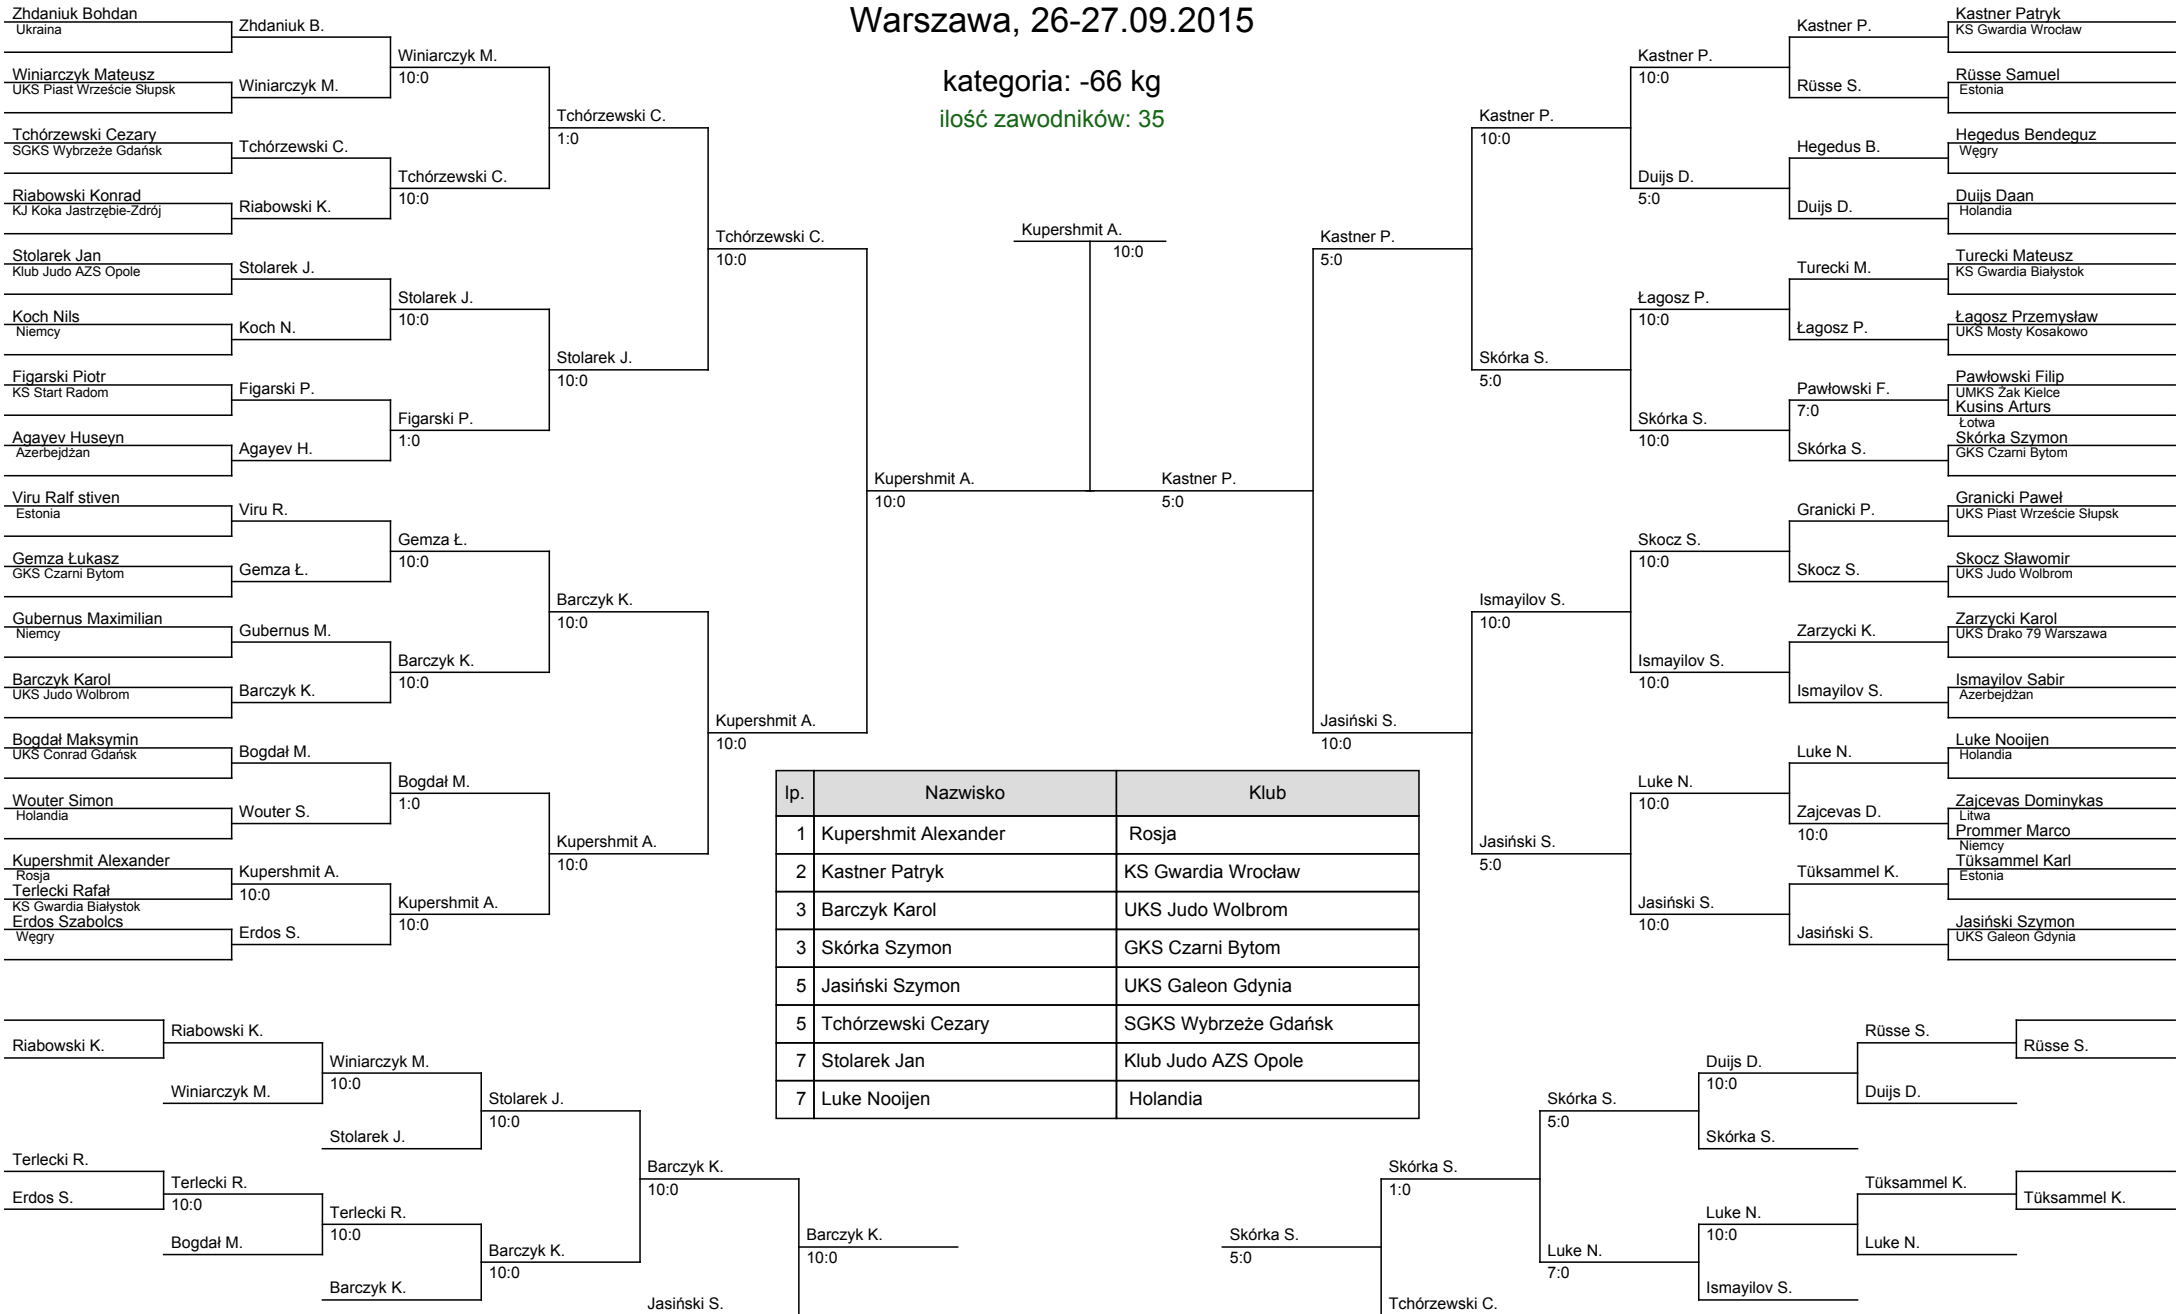 Warszawa, 26-27.09.2015
kategoria: -66 kg
ilość zawodników: 35
Zhdaniuk Bohdan
Ukraina
Winiarczyk Mateusz
UKS Piast Wrzeście Słupsk
Tchórzewski Cezary
SGKS Wybrzeże Gdańsk
Riabowski Konrad
KJ Koka Jastrzębie-Zdrój
Stolarek Jan
Klub Judo AZS Opole
Koch Nils
Niemcy
Figarski Piotr
KS Start Radom
Agayev Huseyn
Azerbejdżan
Viru Ralf stiven
Estonia
Gemza Łukasz
GKS Czarni Bytom
Gubernus Maximilian
Niemcy
Barczyk Karol
UKS Judo Wolbrom
Bogdał Maksymin
UKS Conrad Gdańsk
Wouter Simon
Holandia
Kupershmit Alexander
Rosja
Terlecki Rafał
KS Gwardia Białystok
Erdos Szabolcs
Węgry
Zhdaniuk B.
Winiarczyk M.
Tchórzewski C.
Riabowski K.
Stolarek J.
Koch N.
Figarski P.
Agayev H.
Viru R.
Gemza Ł.
Gubernus M.
Barczyk K.
Bogdał M.
Wouter S.
Kupershmit A.
10:0
Erdos S.
Winiarczyk M.
10:0
Tchórzewski C.
10:0
Stolarek J.
10:0
Figarski P.
1:0
Gemza Ł.
10:0
Barczyk K.
10:0
Bogdał M.
1:0
Kupershmit A.
10:0
Tchórzewski C.
1:0
Stolarek J.
10:0
Barczyk K.
10:0
Kupershmit A.
10:0
Tchórzewski C.
10:0
Kupershmit A.
10:0
Kupershmit A.
10:0
Kupershmit A.
10:0
Kastner P.
5:0
Kastner P.
5:0
Jasiński S.
10:0
Kastner P.
10:0
Skórka S.
5:0
Ismayilov S.
10:0
Jasiński S.
5:0
Kastner P.
10:0
Duijs D.
5:0
Łagosz P.
10:0
Skórka S.
10:0
Skocz S.
10:0
Ismayilov S.
10:0
Luke N.
10:0
Jasiński S.
10:0
Kastner P.
Rüsse S.
Hegedus B.
Duijs D.
Turecki M.
Łagosz P.
Pawłowski F.
7:0
Skórka S.
Granicki P.
Skocz S.
Zarzycki K.
Ismayilov S.
Luke N.
Zajcevas D.
10:0
Tüksammel K.
Jasiński S.
Kastner Patryk
KS Gwardia Wrocław
Rüsse Samuel
Estonia
Hegedus Bendeguz
Węgry
Duijs Daan
Holandia
Turecki Mateusz
KS Gwardia Białystok
Łagosz Przemysław
UKS Mosty Kosakowo
Pawłowski Filip
UMKS Żak Kielce
Kusins Arturs
Łotwa
Skórka Szymon
GKS Czarni Bytom
Granicki Paweł
UKS Piast Wrzeście Słupsk
Skocz Sławomir
UKS Judo Wolbrom
Zarzycki Karol
UKS Drako 79 Warszawa
Ismayilov Sabir
Azerbejdżan
Luke Nooijen
Holandia
Zajcevas Dominykas
Litwa
Prommer Marco
Niemcy
Tüksammel Karl
Estonia
Jasiński Szymon
UKS Galeon Gdynia
lp. Nazwisko Klub
1 Kupershmit Alexander Rosja
2 Kastner Patryk KS Gwardia Wrocław
3 Barczyk Karol UKS Judo Wolbrom
3 Skórka Szymon GKS Czarni Bytom
5 Jasiński Szymon UKS Galeon Gdynia
5 Tchórzewski Cezary SGKS Wybrzeże Gdańsk
7 Stolarek Jan Klub Judo AZS Opole
7 Luke Nooijen Holandia
Riabowski K.
Terlecki R.
Erdos S.
Riabowski K.
Winiarczyk M.
Terlecki R.
10:0
Bogdał M.
Winiarczyk M.
10:0
Stolarek J.
Terlecki R.
10:0
Barczyk K.
Stolarek J.
10:0
Barczyk K.
10:0
Barczyk K.
10:0
Jasiński S.
Barczyk K.
10:0
Skórka S.
5:0
Skórka S.
1:0
Tchórzewski C.
Skórka S.
5:0
Luke N.
7:0
Duijs D.
10:0
Skórka S.
Luke N.
10:0
Ismayilov S.
Rüsse S.
Duijs D.
Tüksammel K.
Luke N.
Rüsse S.
Tüksammel K.